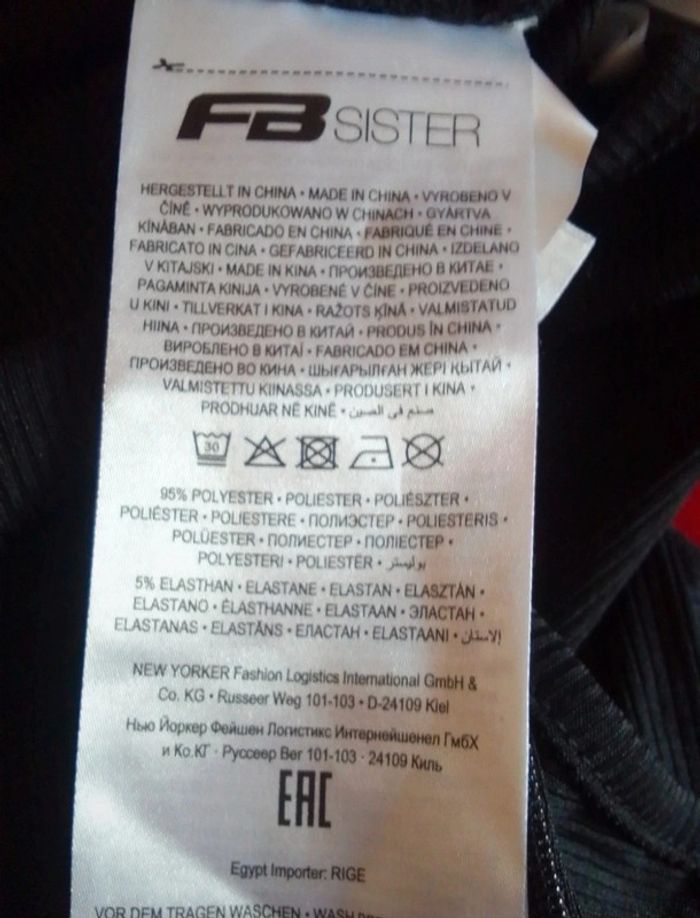 FB SISTER
HERGESTELLT IN CHINA • MADE IN CHINA • VYROBENO V
ČÍNĚ • WYPRODUKOWANO W CHINACH • GYÁRTVA
KÍNÁBAN • FABRICADO EN CHINA • FABRIQUÉ EN CHINE •
FABRICATO IN CINA • GEFABRICEERD IN CHINA • IZDELANO
V KITAJSKI • MADE IN KINA • ПРОИЗВЕДЕНО В КИТАЕ •
PAGAMINTA KINIJA • VYROBENÉ V ČÍNE • PROIZVEDENO
U KINI • TILLVERKAT I KINA • RAŽOTS ĶĪNĀ • VALMISTATUD
HIINA • ПРОИЗВЕДЕНО В КИТАЙ • PRODUS ÎN CHINA •
ВИРОБЛЕНО В КИТАЇ • FABRICADO EM CHINA •
ПРОИЗВЕДЕНО ВО КИНА • ШЫҒАРЫЛҒАН ЖЕРІ ҚЫТАЙ •
VALMISTETTU KIINASSA • PRODUSERT I KINA •
PRODHUAR NË KINË • صنع في الصين
30
95% POLYESTER • POLIESTER • POLIÉSZTER •
POLIÉSTER • POLIESTERE • ПОЛИЭСТЕР • POLIESTERIS •
POLÜESTER • ПОЛИЕСТЕР • ПОЛІЕСТЕР •
POLYESTERI • POLIESTËR • بوليستر
5% ELASTHAN • ELASTANE • ELASTAN • ELASZTÁN •
ELASTANO • ÉLASTHANNE • ELASTAAN • ЭЛАСТАН •
ELASTANAS • ELASTĀNS • ЕЛАСТАН • ELASTAANI • إلاستان
NEW YORKER Fashion Logistics International GmbH &
Co. KG • Russeer Weg 101-103 • D-24109 Kiel
Нью Йоркер Фейшен Логистикс Интернейшенел ГмбХ
и Ко.КГ · Руссеер Вег 101-103 · 24109 Киль
EAC
Egypt Importer: RIGE
VOR DEM TRAGEN WASCHEN • WASH